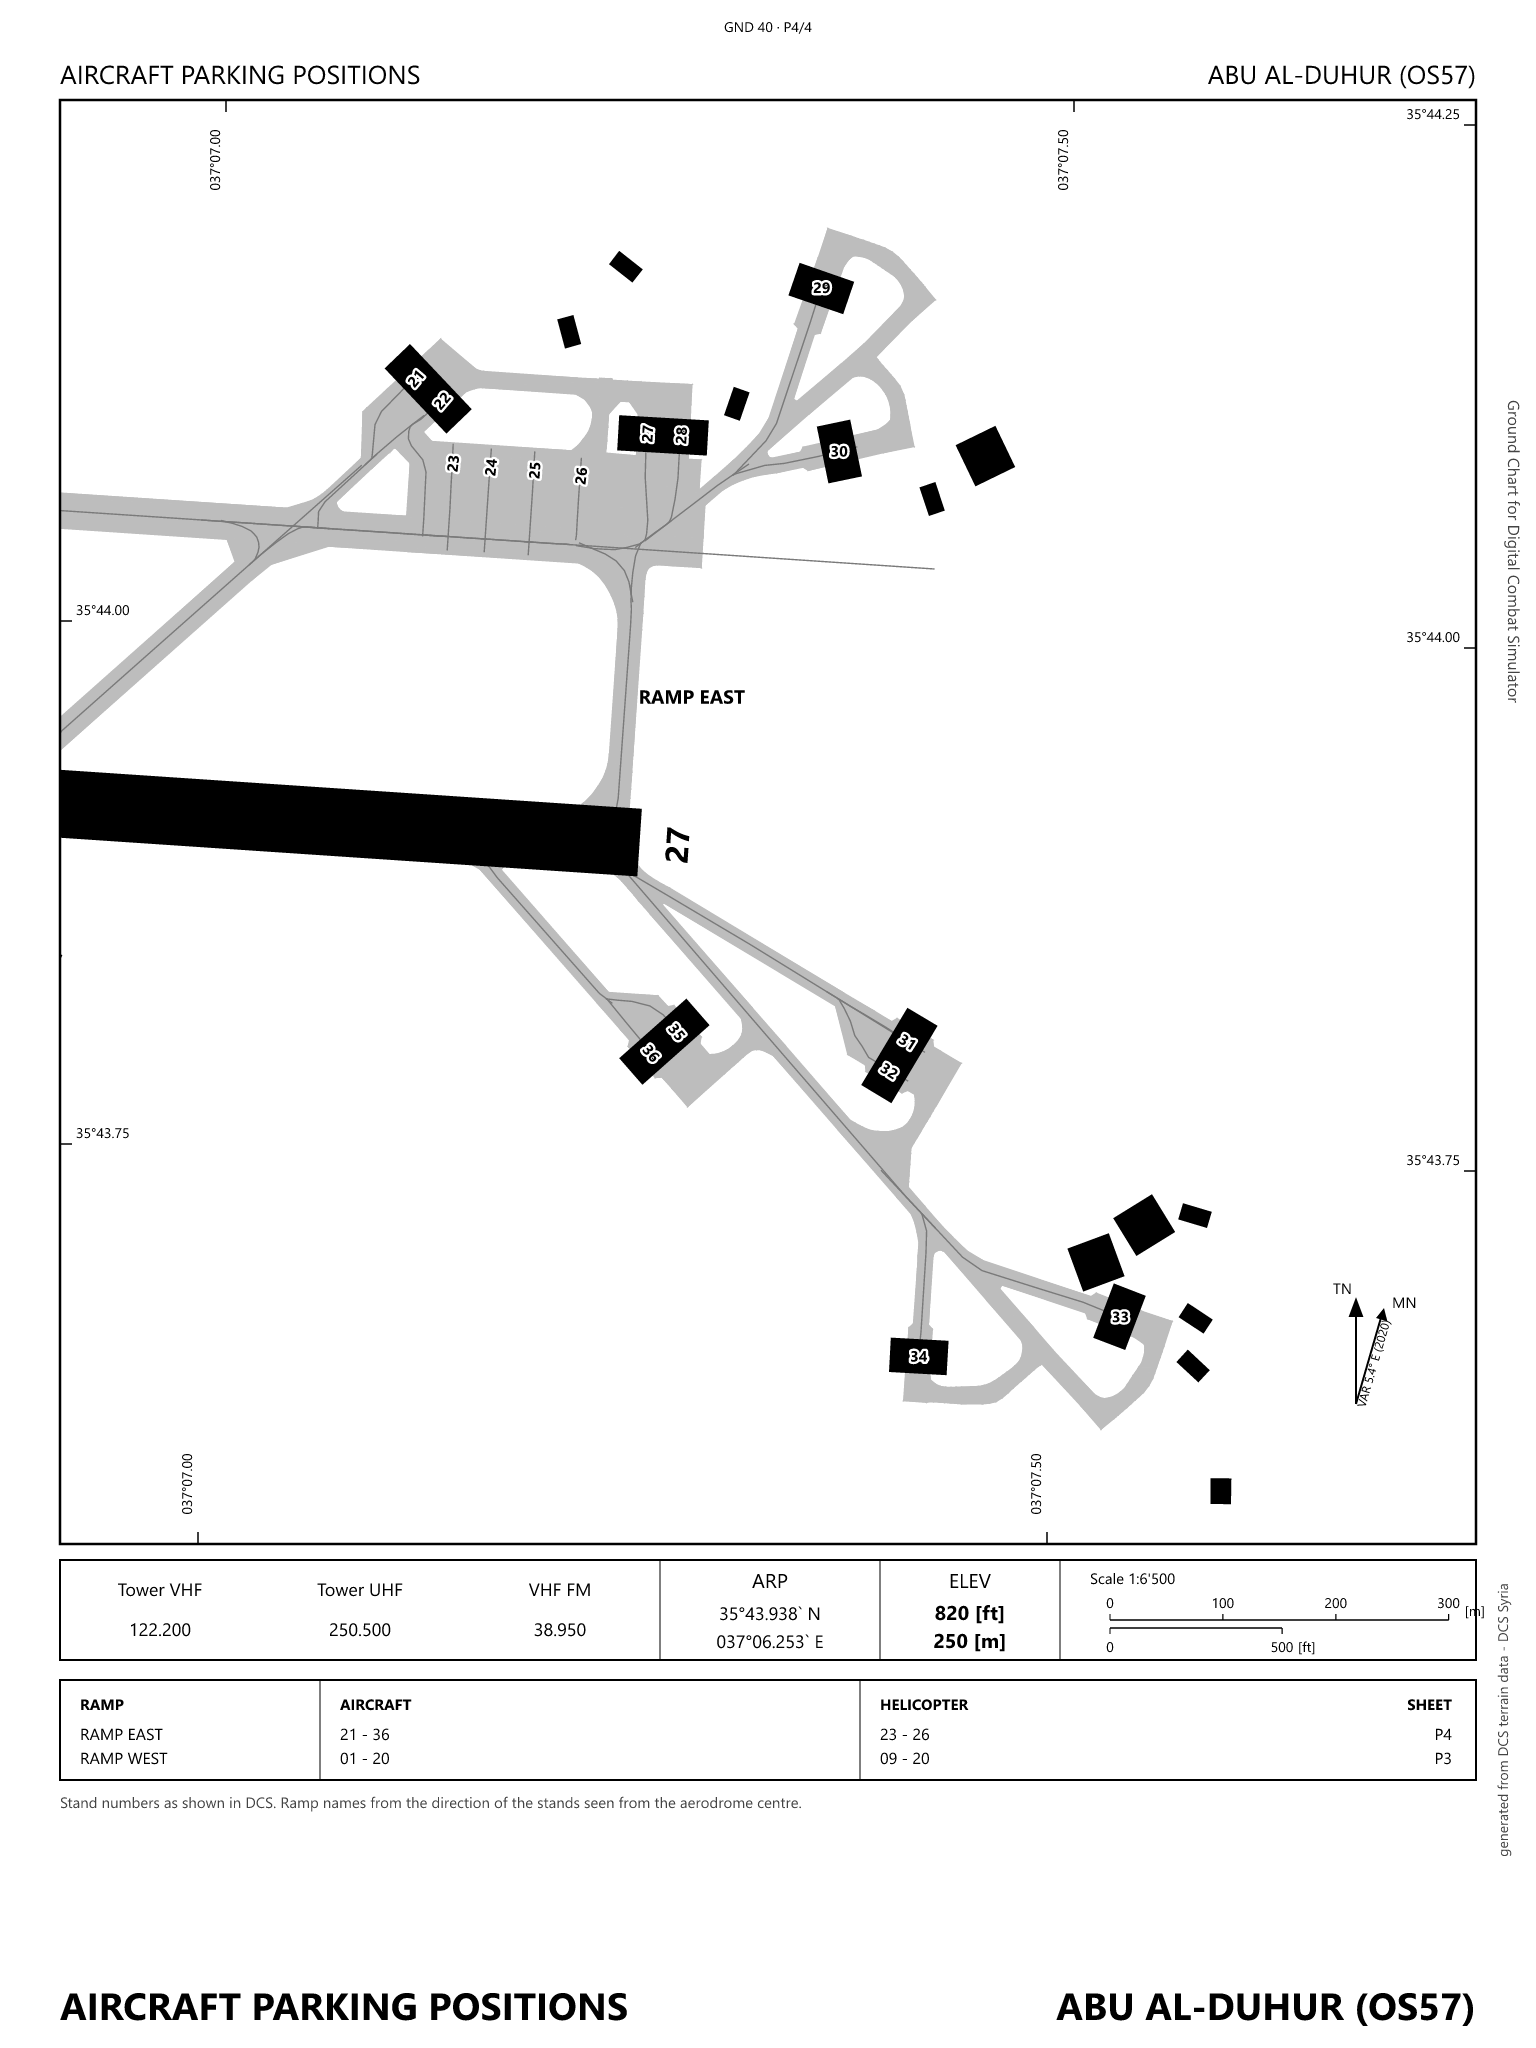 GND 40 · P4/4
AIRCRAFT PARKING POSITIONS
ABU AL-DUHUR (OS57)
037°07.00
037°07.50
35°44.25
29
21
22
27
28
30
23
24
25
26
35°44.00
35°44.00
RAMP EAST
27
31
32
35
36
35°43.75
35°43.75
33
34
TN
MN
VAR 5.4° E (2020)
037°07.00
037°07.50
Ground Chart for Digital Combat Simulator
Tower VHF
122.200
Tower UHF
250.500
VHF FM
38.950
ARP
35°43.938` N
037°06.253` E
ELEV
820 [ft]
250 [m]
Scale 1:6'500
0 100 200 300 [m]
0 500 [ft]
RAMP AIRCRAFT HELICOPTER SHEET
RAMP EAST 21 - 36 23 - 26 P4
RAMP WEST 01 - 20 09 - 20 P3
Stand numbers as shown in DCS. Ramp names from the direction of the stands seen from the aerodrome centre.
generated from DCS terrain data - DCS Syria
AIRCRAFT PARKING POSITIONS
ABU AL-DUHUR (OS57)